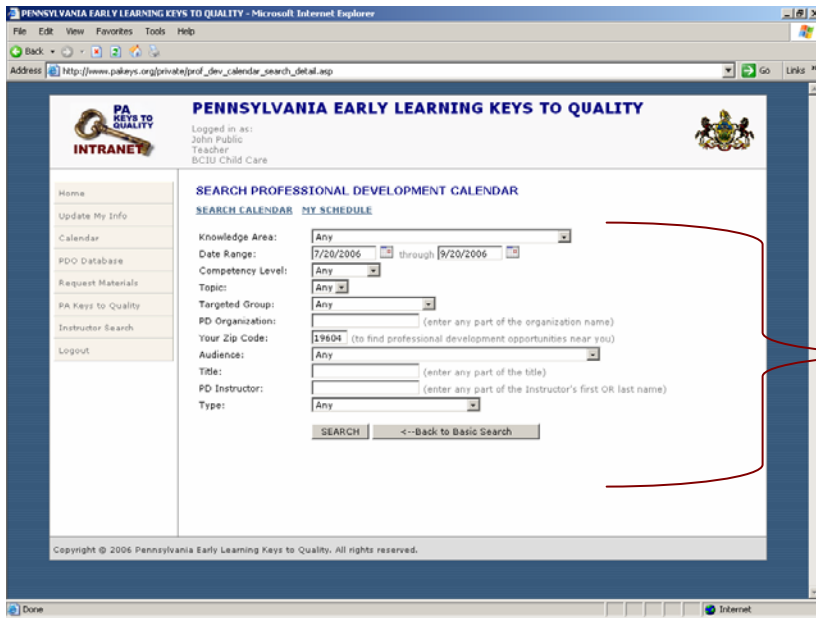 PENNSYLVANIA EARLY LEARNING KEYS TO QUALITY - Microsoft Internet Explorer
File Edit View Favorites Tools Help
Back
Address http://www.pakeys.org/private/prof_dev_calendar_search_detail.asp Go Links
PA
KEYS TO
QUALITY
INTRANET
PENNSYLVANIA EARLY LEARNING KEYS TO QUALITY
Logged in as:
John Public
Teacher
BCIU Child Care
Home
Update My Info
Calendar
PDO Database
Request Materials
PA Keys to Quality
Instructor Search
Logout
SEARCH PROFESSIONAL DEVELOPMENT CALENDAR
SEARCH CALENDAR MY SCHEDULE
Knowledge Area: Any
Date Range: 7/20/2006 through 9/20/2006
Competency Level: Any
Topic: Any
Targeted Group: Any
PD Organization: (enter any part of the organization name)
Your Zip Code: 19604 (to find professional development opportunities near you)
Audience: Any
Title: (enter any part of the title)
PD Instructor: (enter any part of the Instructor's first OR last name)
Type: Any
SEARCH <--Back to Basic Search
Copyright © 2006 Pennsylvania Early Learning Keys to Quality. All rights reserved.
Done Internet